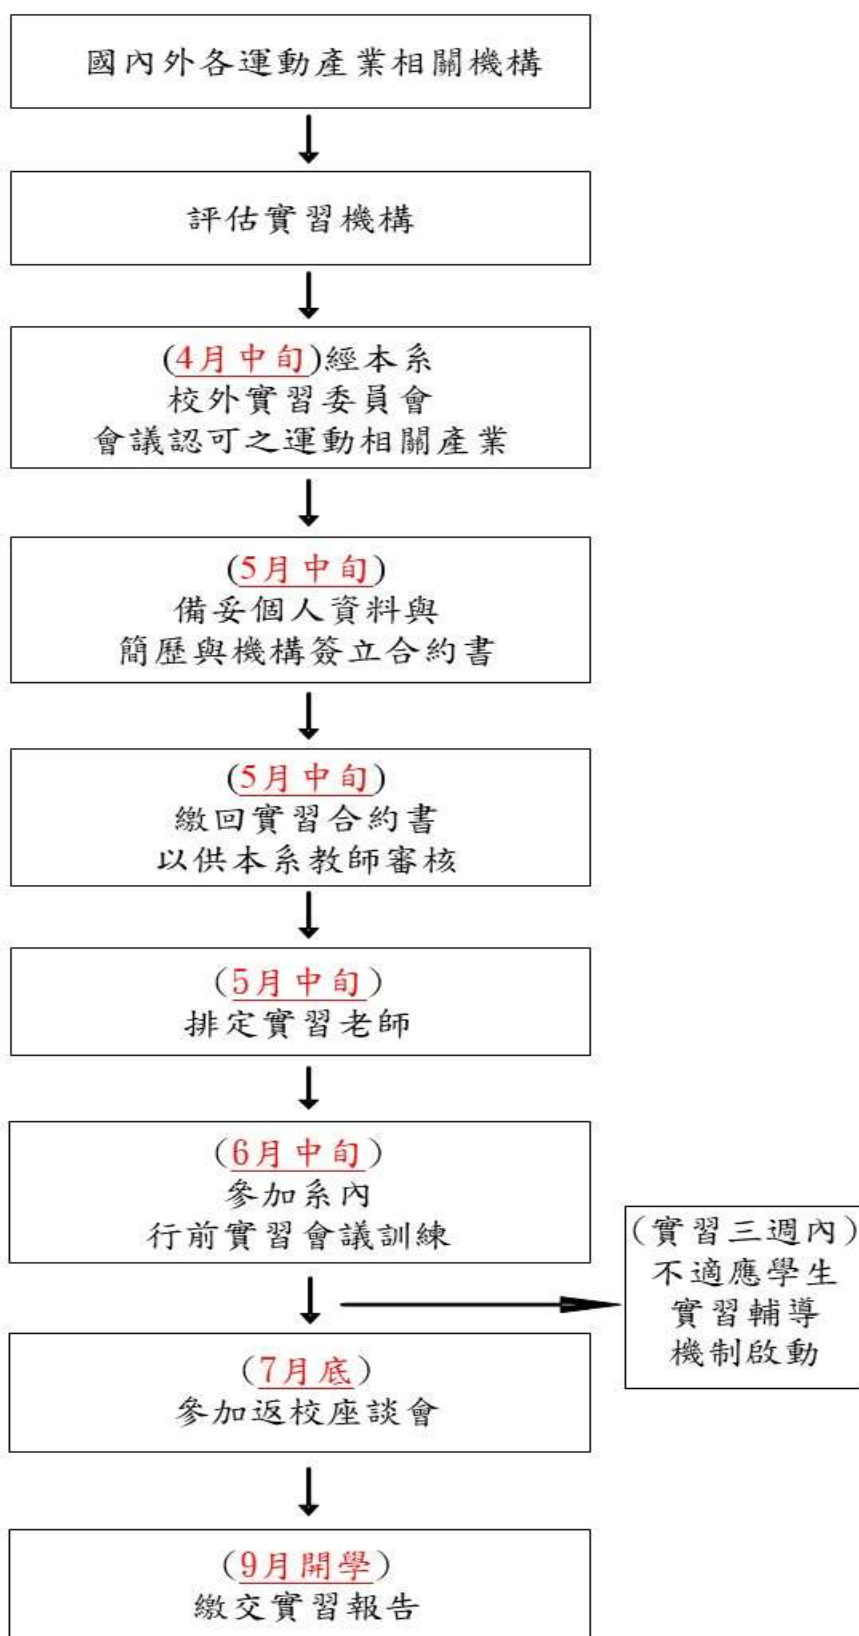 國內外各運動產業相關機構
評估實習機構
(4月中旬)經本系
校外實習委員會
會議認可之運動相關產業
(5月中旬)
備妥個人資料與
簡歷與機構簽立合約書
(5月中旬)
繳回實習合約書
以供本系教師審核
(5月中旬)
排定實習老師
(6月中旬)
參加系內
行前實習會議訓練
(實習三週內)
不適應學生
實習輔導
機制啟動
(7月底)
參加返校座談會
(9月開學)
繳交實習報告